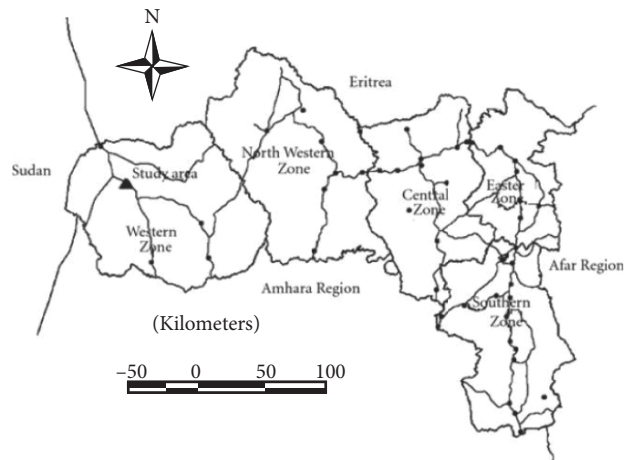 N
Eritrea
Sudan
Study area
North Western
Zone
Central
Zone
Easter
Zone
Western
Zone
Afar Region
Amhara Region
Southern
Zone
(Kilometers)
–50 0 50 100